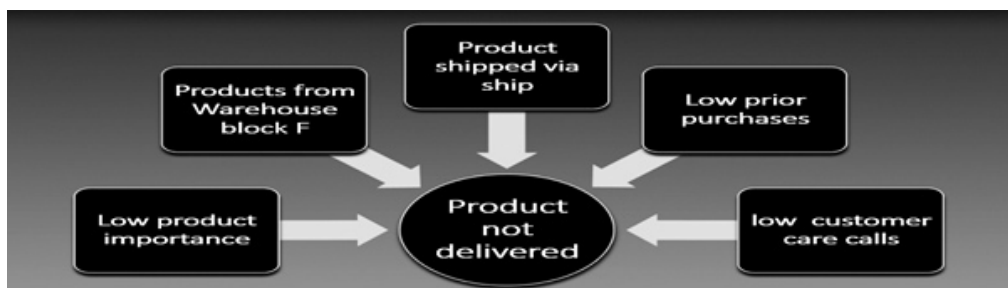 Product
shipped via
ship
Products from
Warehouse
block F
Low prior
purchases
Low product
importance
Product
not
delivered
low customer
care calls